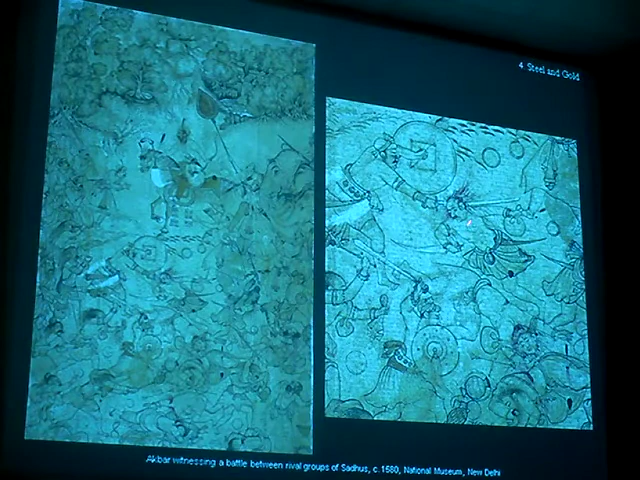 4 Steel and Gold
Akbar witnessing a battle between rival groups of Sadhus, c.1580, National Museum, New Delhi